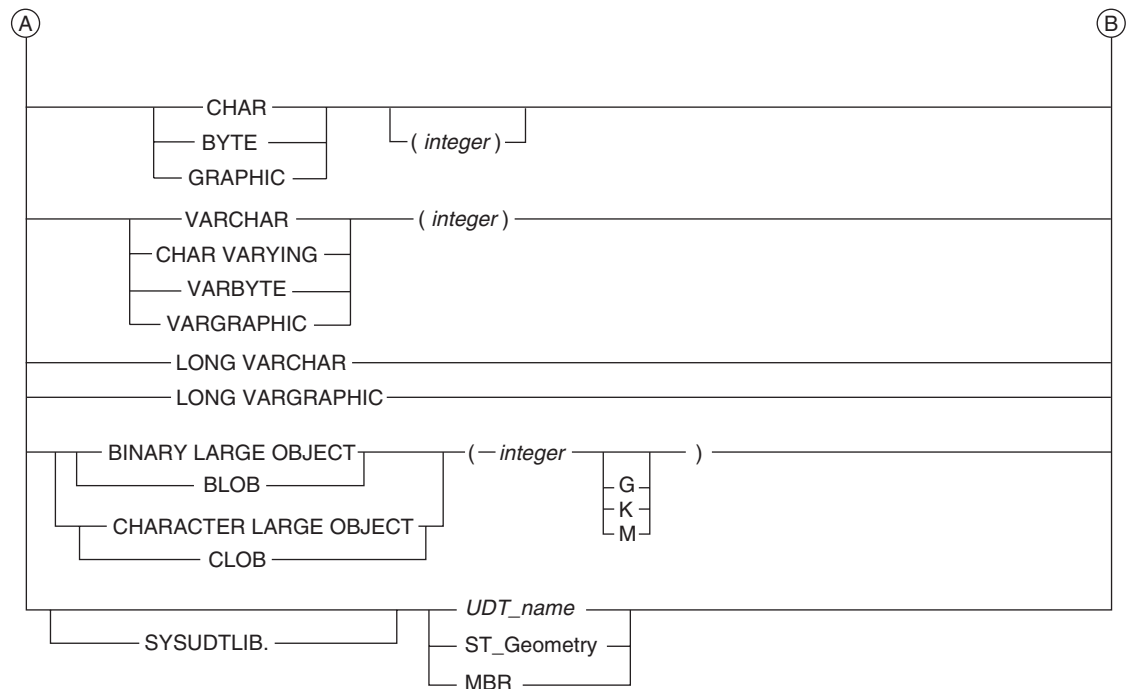 A B
CHAR
BYTE ( integer )
GRAPHIC
VARCHAR ( integer )
CHAR VARYING
VARBYTE
VARGRAPHIC
LONG VARCHAR
LONG VARGRAPHIC
BINARY LARGE OBJECT ( integer )
BLOB G
K
CHARACTER LARGE OBJECT M
CLOB
UDT_name
SYSUDTLIB. ST_Geometry
MBR